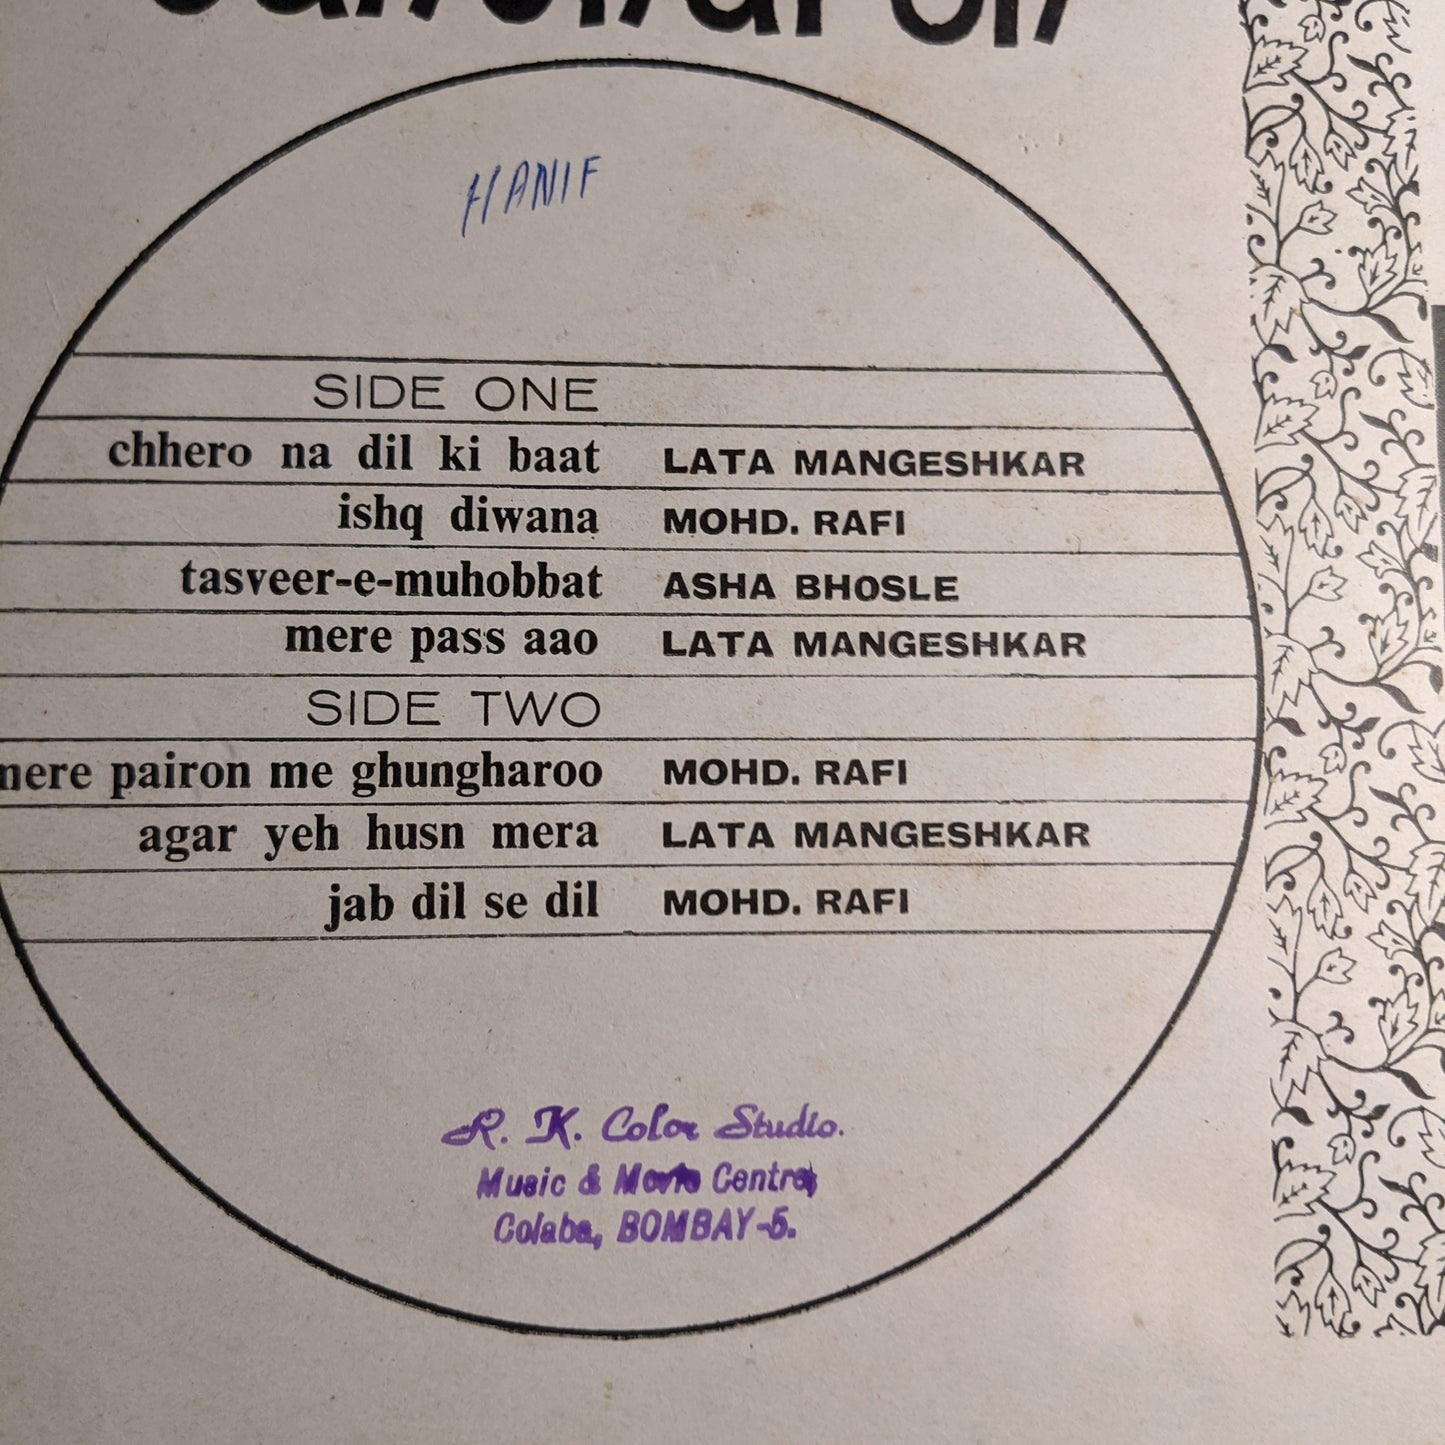 HANIF
SIDE ONE
chhero na dil ki baat LATA MANGESHKAR
ishq diwana MOHD. RAFI
tasveer-e-muhobbat ASHA BHOSLE
mere pass aao LATA MANGESHKAR
SIDE TWO
mere pairon me ghungharoo MOHD. RAFI
agar yeh husn mera LATA MANGESHKAR
jab dil se dil MOHD. RAFI
R. K. Color Studio.
Music & Movie Centre,
Colaba, BOMBAY-5.